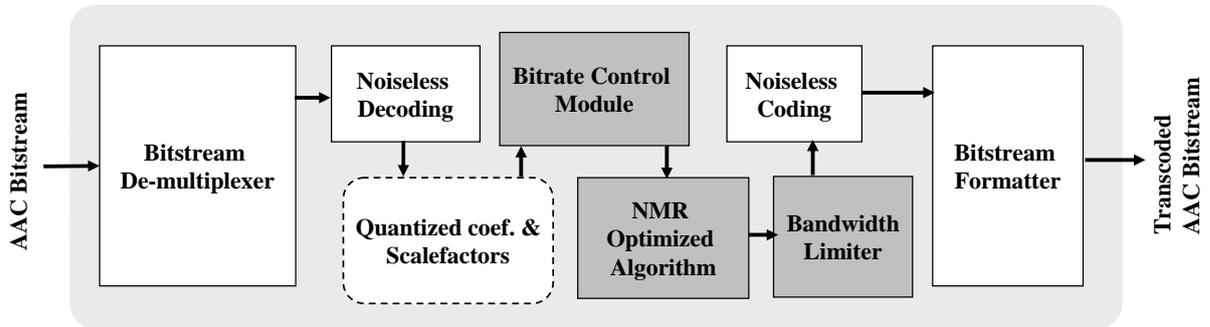 AAC Bitstream
Bitstream
De-multiplexer
Noiseless
Decoding
Quantized coef. &
Scalefactors
Bitrate Control
Module
NMR
Optimized
Algorithm
Bandwidth
Limiter
Noiseless
Coding
Bitstream
Formatter
Transcoded
AAC Bitstream